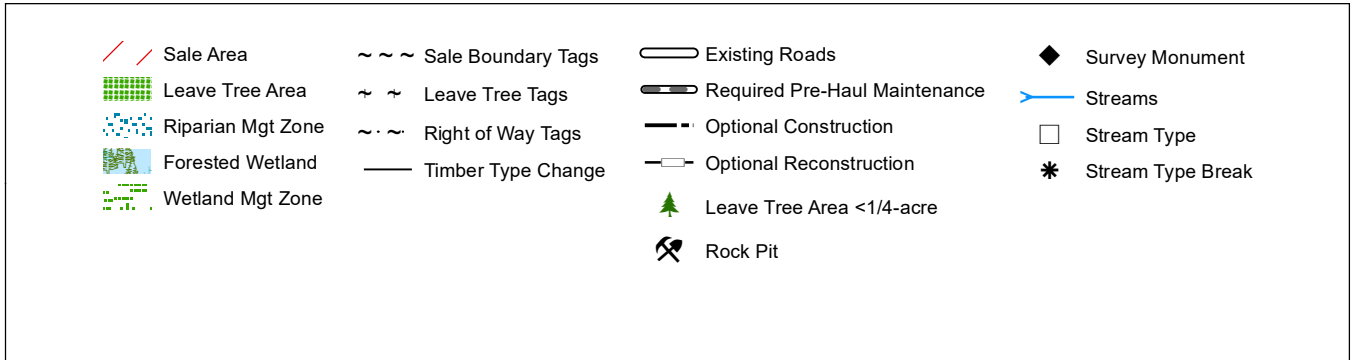 Sale Area
Leave Tree Area
Riparian Mgt Zone
Forested Wetland
Wetland Mgt Zone
Sale Boundary Tags
Leave Tree Tags
Right of Way Tags
Timber Type Change
Existing Roads
Required Pre-Haul Maintenance
Optional Construction
Optional Reconstruction
Leave Tree Area <1/4-acre
Rock Pit
Survey Monument
Streams
Stream Type
Stream Type Break